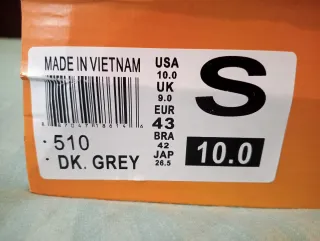 MADE IN VIETNAM
510
DK. GREY
USA
10.0
UK
9.0
EUR
43
BRA
42
JAP
26.5
S
10.0